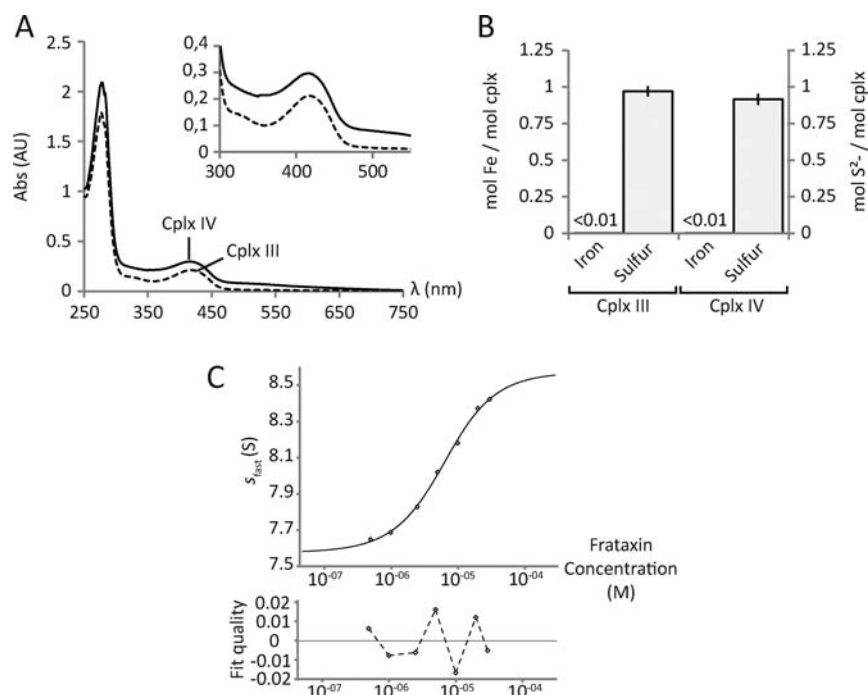 A
Abs (AU)
2.5
2
1.5
1
0.5
0
250
350
450
550
650
750
λ (nm)
Cplx IV
Cplx III
0,4
0,3
0,2
0,1
0
300
400
500
B
mol Fe / mol cplx
1.25
1
0.75
0.5
0.25
0
<0.01
<0.01
Iron
Sulfur
Iron
Sulfur
Cplx III
Cplx IV
1.25
1
0.75
0.5
0.25
0
mol S²- / mol cplx
C
s fast (S)
8.5
8.1
7.9
7.7
7.5
10-07
10-06
10-05
10-04
Frataxin
Concentration
(M)
Fit quality
0.02
0.01
0
-0.01
-0.02
10-07
10-06
10-05
10-04